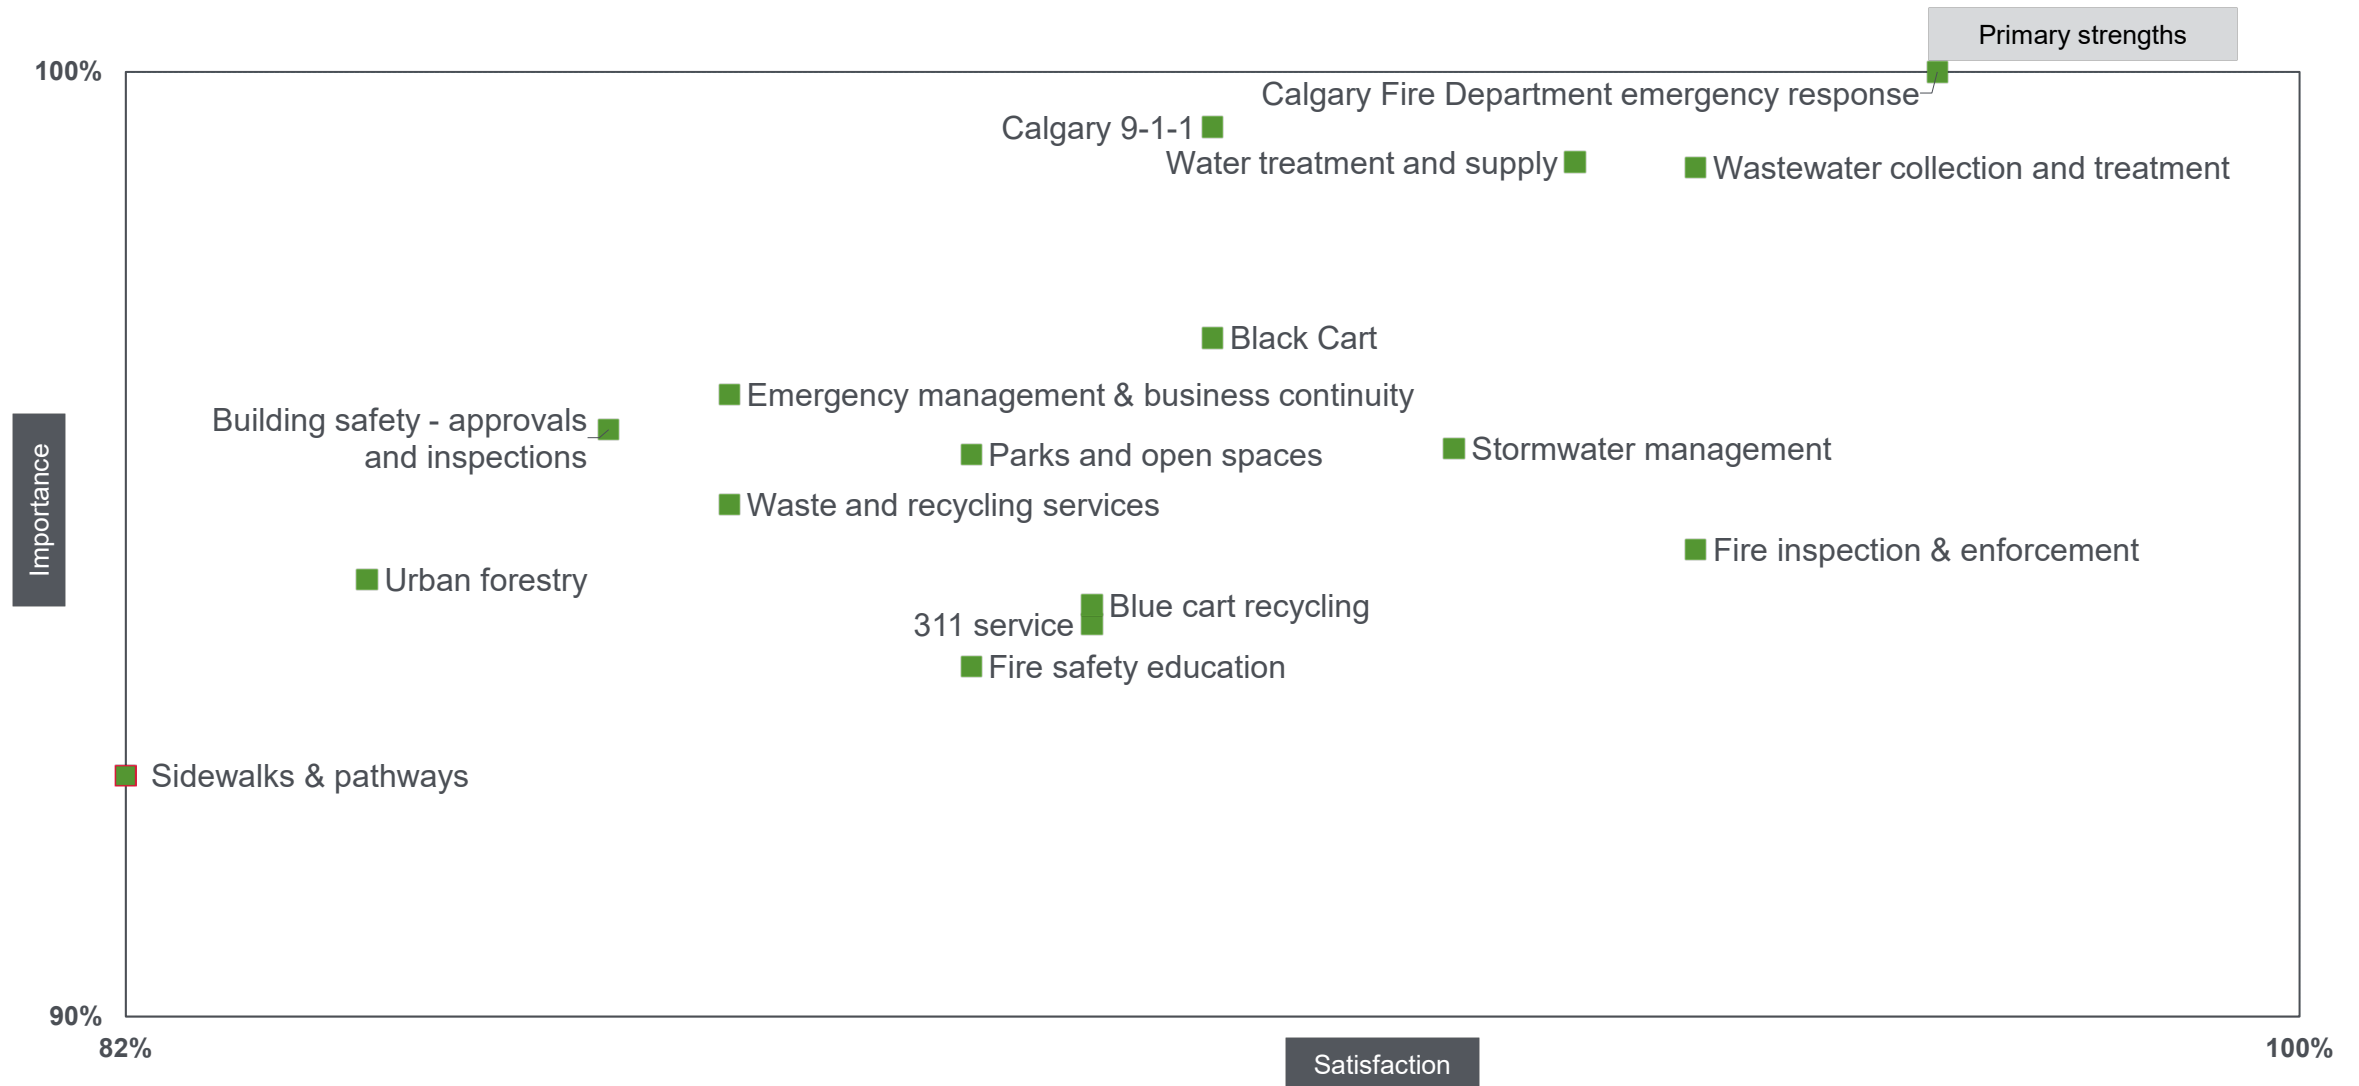 Primary strengths
100%
Calgary Fire Department emergency response
Calgary 9-1-1
Water treatment and supply
Wastewater collection and treatment
Black Cart
Emergency management & business continuity
Building safety - approvals
and inspections
Parks and open spaces
Stormwater management
Waste and recycling services
Importance
Fire inspection & enforcement
Urban forestry
Blue cart recycling
311 service
Fire safety education
Sidewalks & pathways
90%
82%
Satisfaction
100%